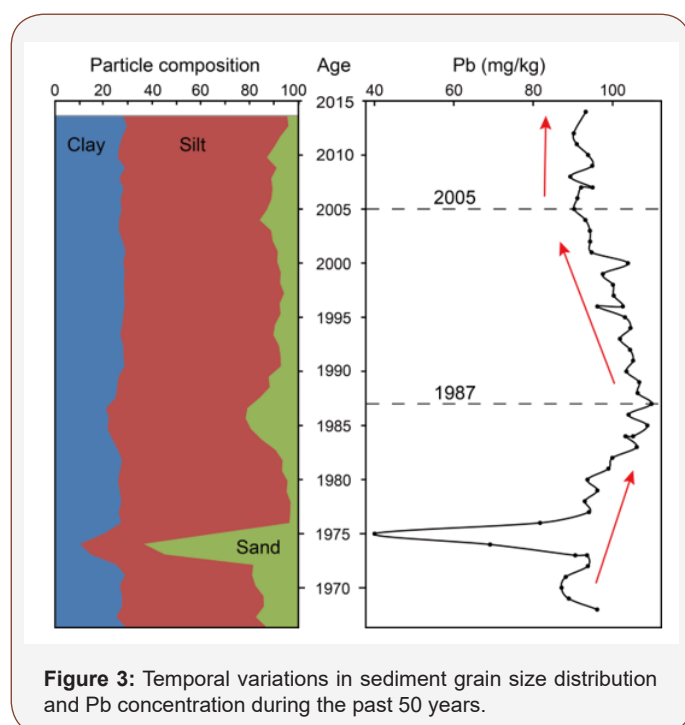 Particle composition
Age
Pb (mg/kg)
0 20 40 60 80 100
40 60 80 100
2015
2010
2005
2000
1995
1990
1985
1980
1975
1970
Clay
Silt
Sand
2005
1987
Figure 3: Temporal variations in sediment grain size distribution
and Pb concentration during the past 50 years.